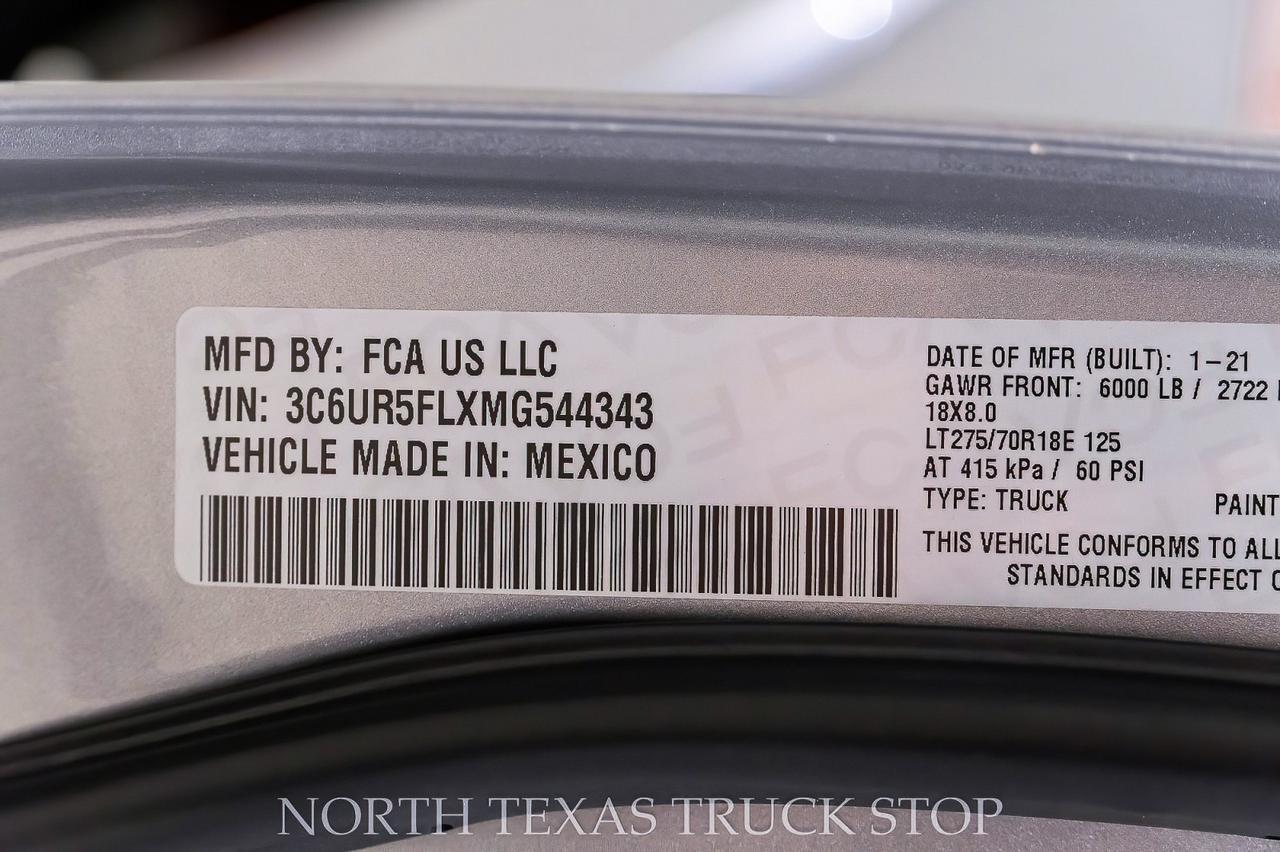 MFD BY: FCA US LLC
VIN: 3C6UR5FLXMG544343
VEHICLE MADE IN: MEXICO
DATE OF MFR (BUILT): 1-21
GAWR FRONT: 6000 LB / 2722
18X8.0
LT275/70R18E 125
AT 415 kPa / 60 PSI
TYPE: TRUCK PAINT
THIS VEHICLE CONFORMS TO ALL
STANDARDS IN EFFECT
NORTH TEXAS TRUCK STOP